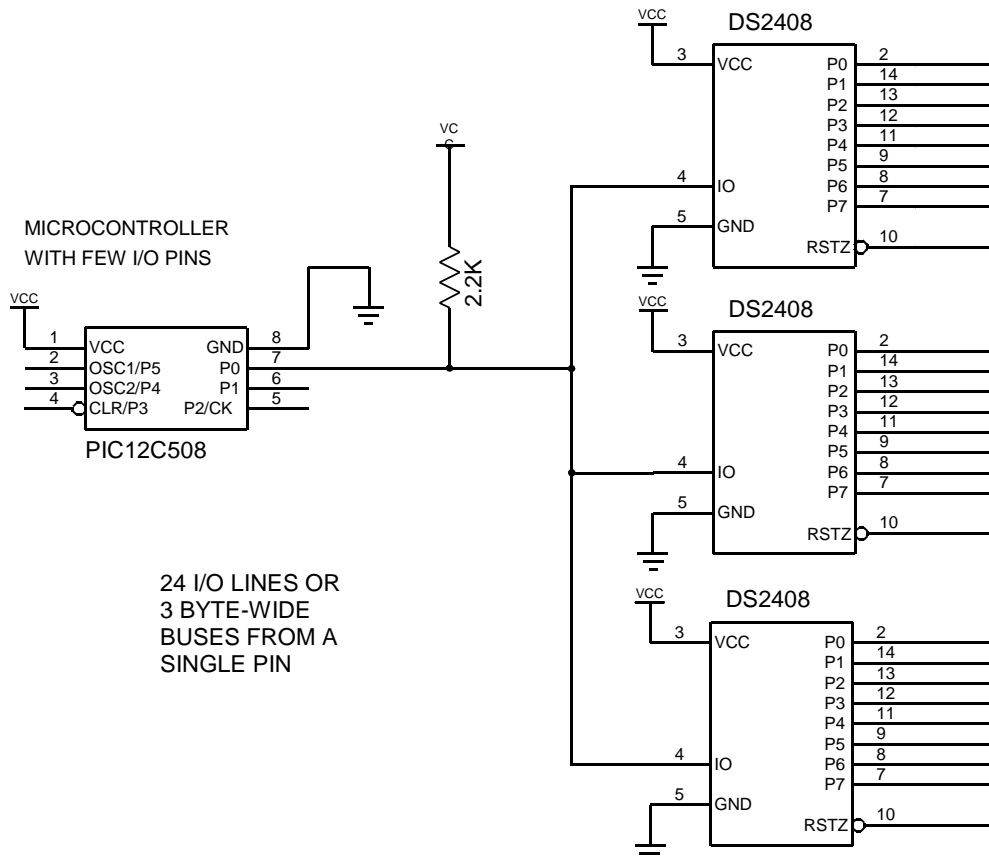 VCC
DS2408
3
VCC
P0
2
P1
14
P2
13
P3
12
P4
11
P5
9
4
IO
P6
8
P7
7
5
GND
RSTZ
10
VC
C
2.2K
MICROCONTROLLER
WITH FEW I/O PINS
VCC
1
VCC
GND
8
2
OSC1/P5
P0
7
3
OSC2/P4
P1
6
4
CLR/P3
P2/CK
5
PIC12C508
VCC
DS2408
3
VCC
P0
2
P1
14
P2
13
P3
12
P4
11
P5
9
4
IO
P6
8
P7
7
5
GND
RSTZ
10
24 I/O LINES OR
3 BYTE-WIDE
BUSES FROM A
SINGLE PIN
VCC
DS2408
3
VCC
P0
2
P1
14
P2
13
P3
12
P4
11
P5
9
4
IO
P6
8
P7
7
5
GND
RSTZ
10